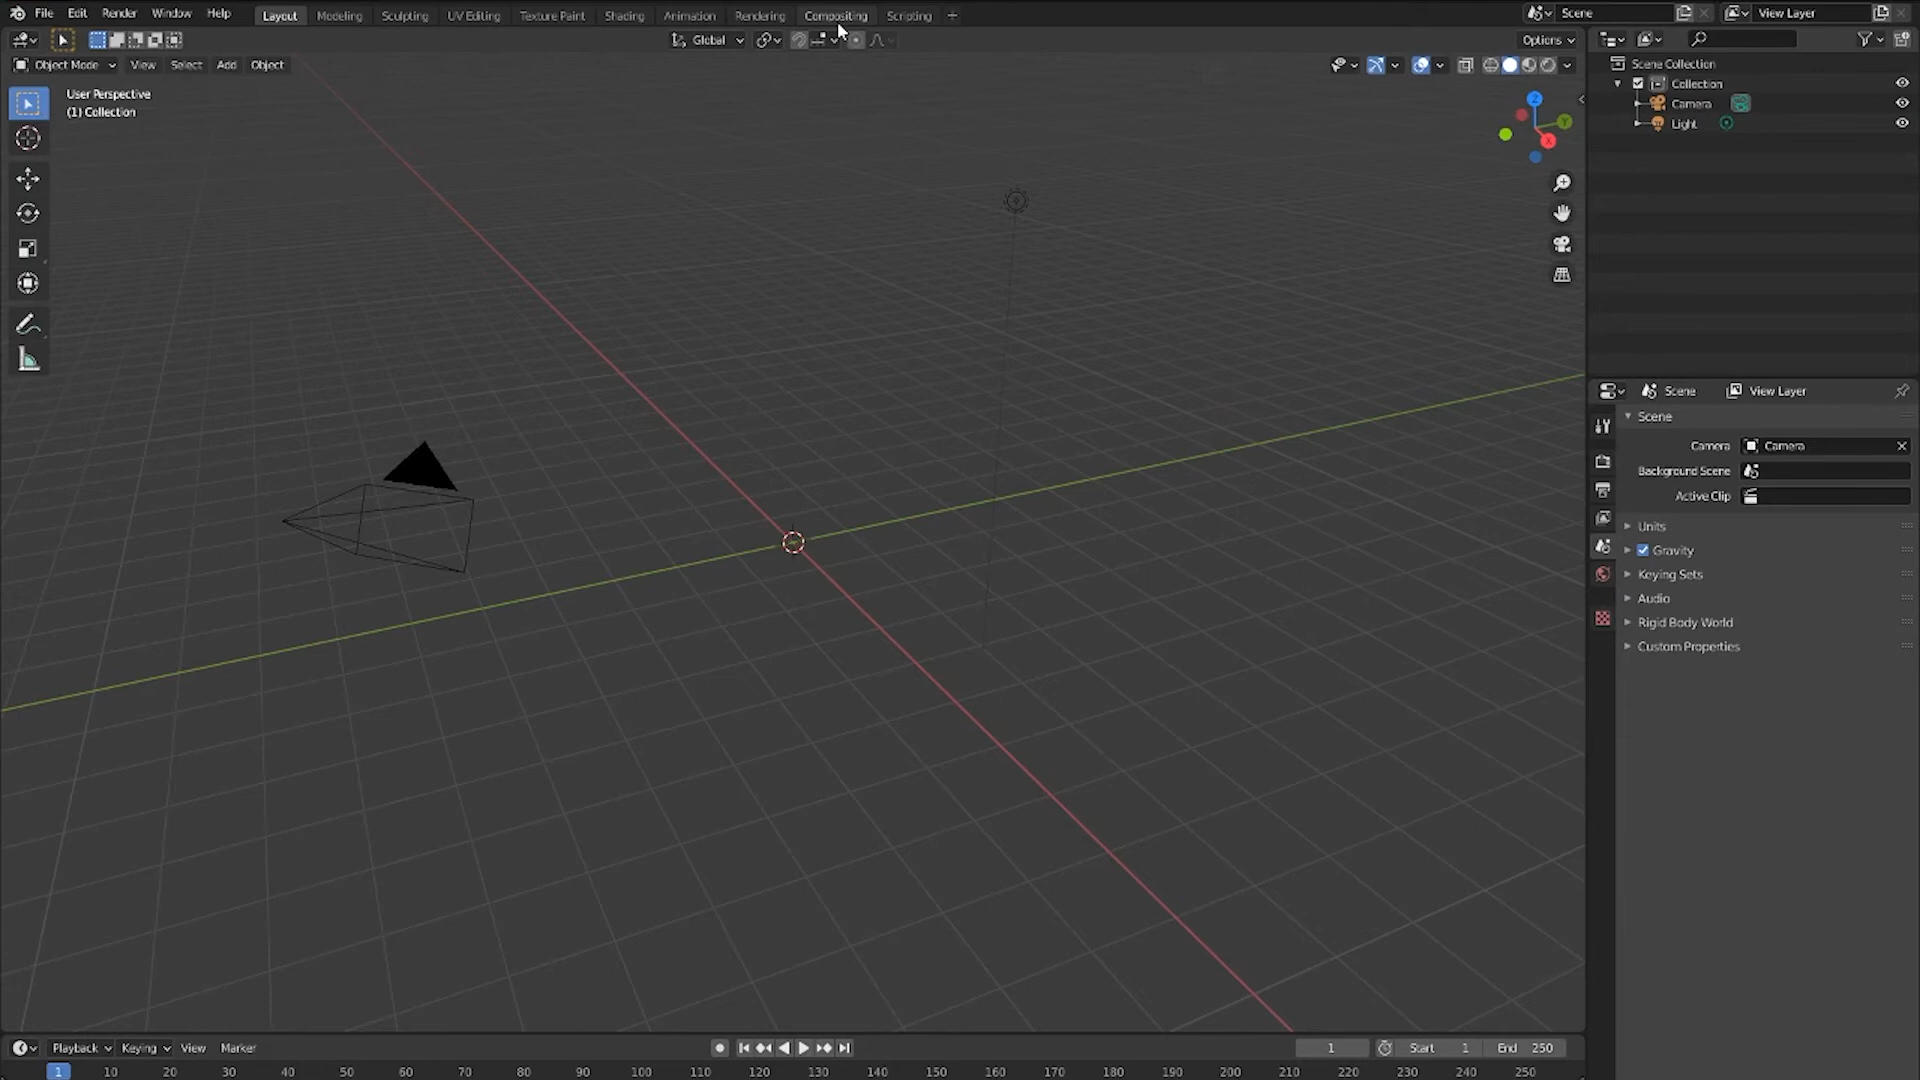 File Edit Render Window Help Layout Modeling Sculpting UV Editing Texture Paint Shading Animation Rendering Compositing Scripting + Scene View Layer
Global Options
Object Mode View Select Add Object
User Perspective
(1) Collection
Z
Y
X
Scene Collection
Collection
Camera
Light
Scene View Layer
Scene
Camera Camera
Background Scene
Active Clip
Units
Gravity
Keying Sets
Audio
Rigid Body World
Custom Properties
Playback Keying View Marker 1 Start 1 End 250
1 10 20 30 40 50 60 70 80 90 100 110 120 130 140 150 160 170 180 190 200 210 220 230 240 250